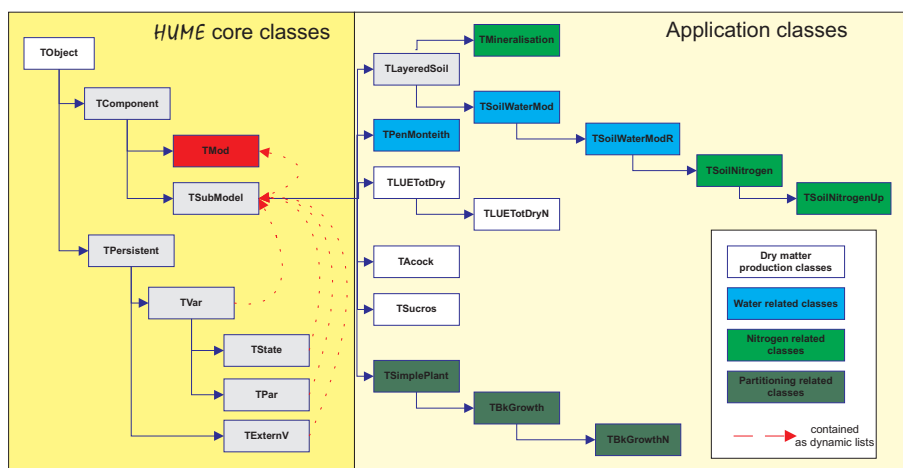 HUME core classes
Application classes
TObject
TComponent
TMod
TSubModel
TPersistent
TVar
TState
TPar
TExternV
TMineralisation
TLayeredSoil
TSoilWaterMod
TPenMonteith
TSoilWaterModR
TSoilNitrogen
TSoilNitrogenUp
TLUETotDry
TLUETotDryN
TAcock
TSucros
TSimplePlant
TBkGrowth
TBkGrowthN
Dry matter
production classes
Water related classes
Nitrogen related
classes
Partitioning related
classes
contained
as dynamic lists